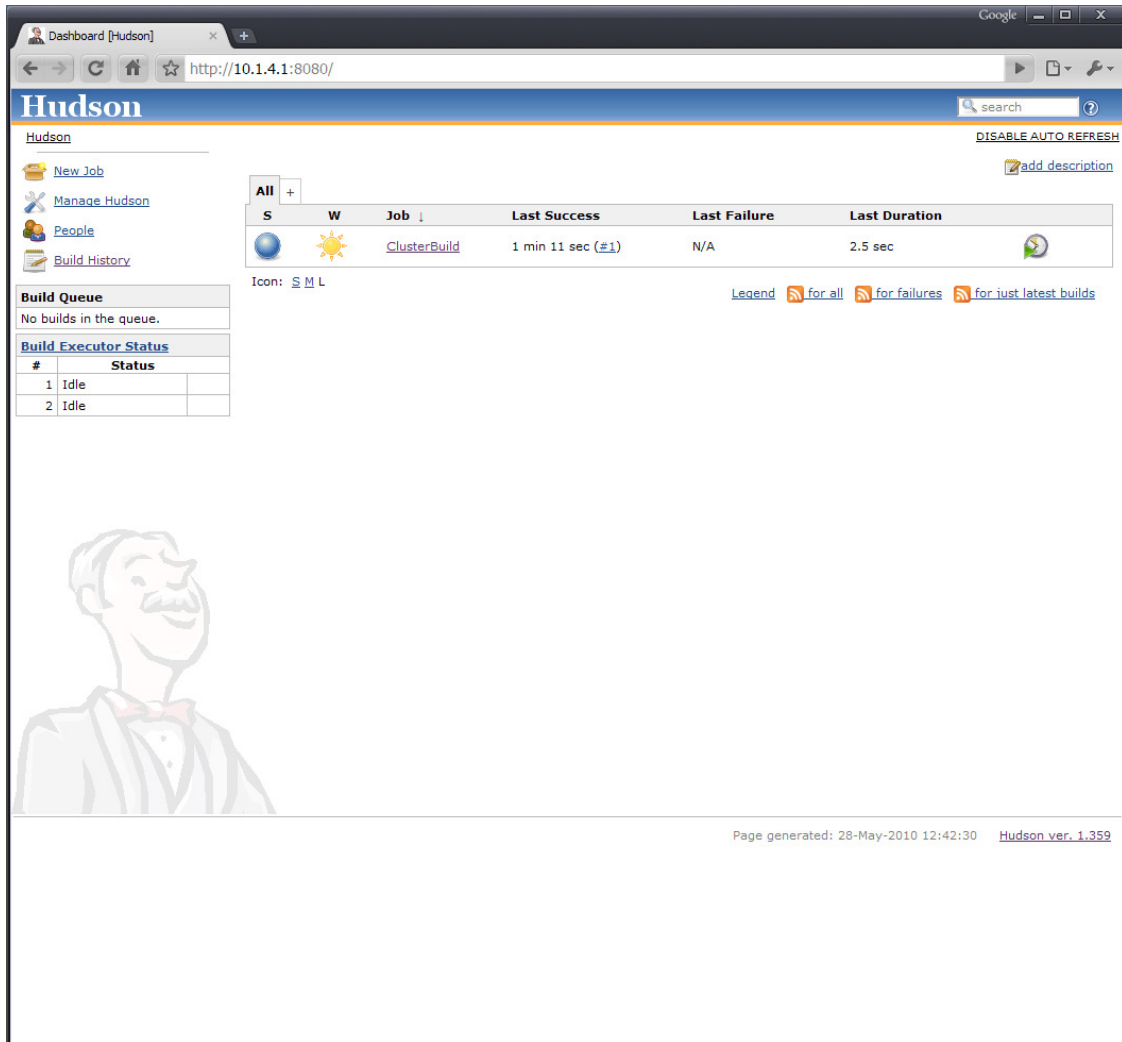 Google
Dashboard [Hudson]
http://10.1.4.1:8080/
Hudson
search
Hudson
DISABLE AUTO REFRESH
New Job
add description
Manage Hudson
People
Build History
All +
S W Job ↓ Last Success Last Failure Last Duration
ClusterBuild 1 min 11 sec (#1) N/A 2.5 sec
Icon: S M L
Legend for all for failures for just latest builds
Build Queue
No builds in the queue.
Build Executor Status
# Status
1 Idle
2 Idle
Page generated: 28-May-2010 12:42:30 Hudson ver. 1.359